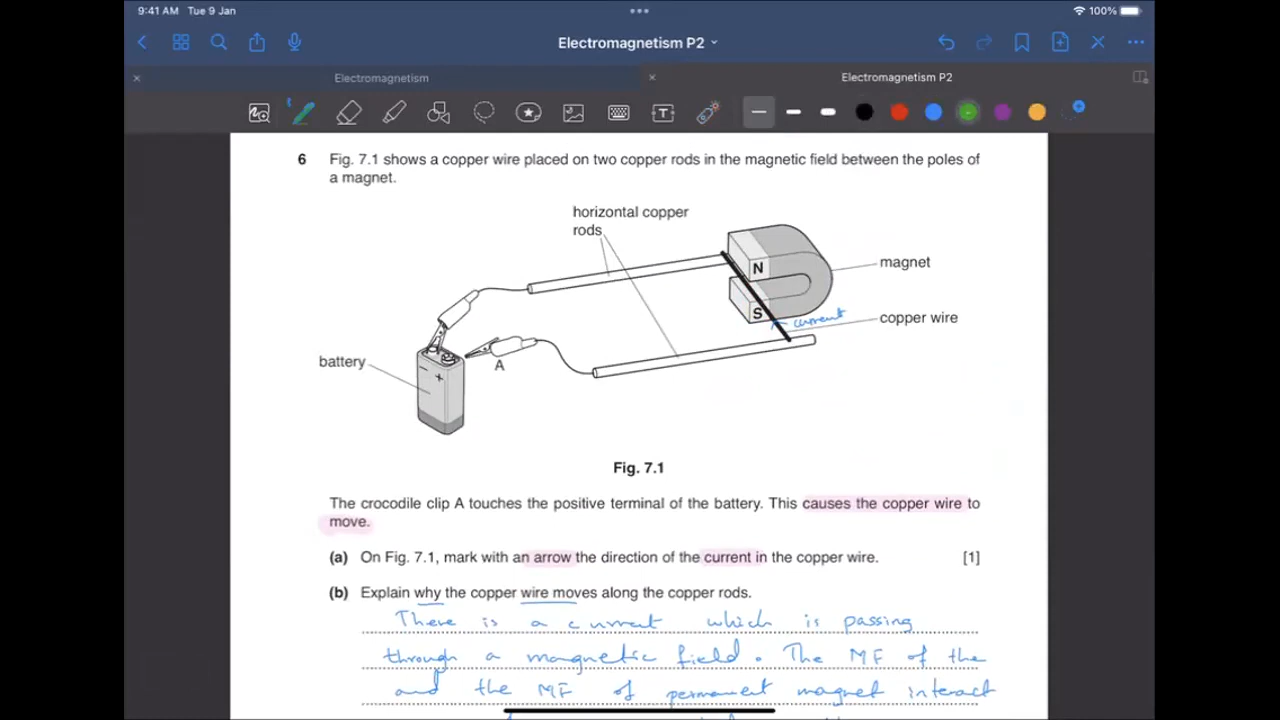 9:41 AM Tue 9 Jan
100%
Electromagnetism P2
Electromagnetism
Electromagnetism P2
6 Fig. 7.1 shows a copper wire placed on two copper rods in the magnetic field between the poles of
a magnet.
horizontal copper
rods
N
magnet
S
current
copper wire
battery
A
− +
Fig. 7.1
The crocodile clip A touches the positive terminal of the battery. This causes the copper wire to
move.
(a) On Fig. 7.1, mark with an arrow the direction of the current in the copper wire. [1]
(b) Explain why the copper wire moves along the copper rods.
There is a current which is passing
through a magnetic field. The MF of the
and the MF of permanent magnet interact